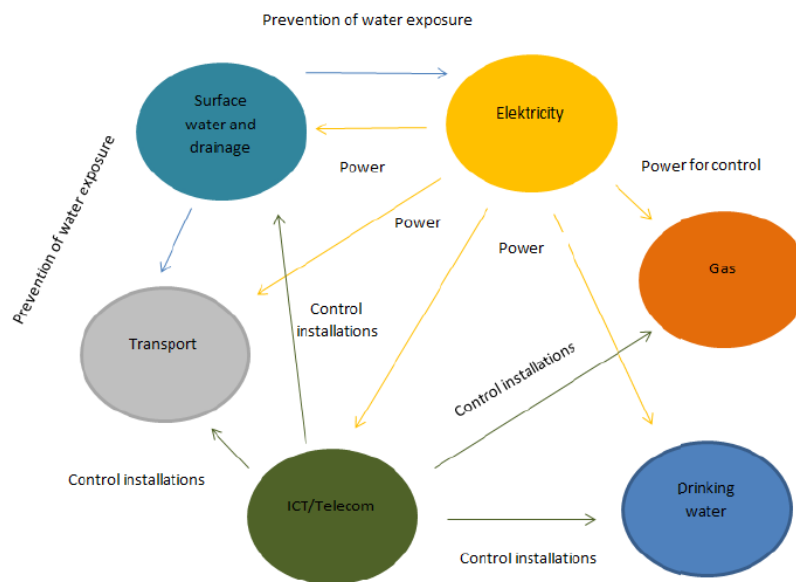 Prevention of water exposure
Surface
water and
drainage
Elektricity
Power
Power for control
Prevention of water exposure
Power
Power
Gas
Control
installations
Transport
Control installations
Control installations
ICT/Telecom
Drinking
water
Control installations